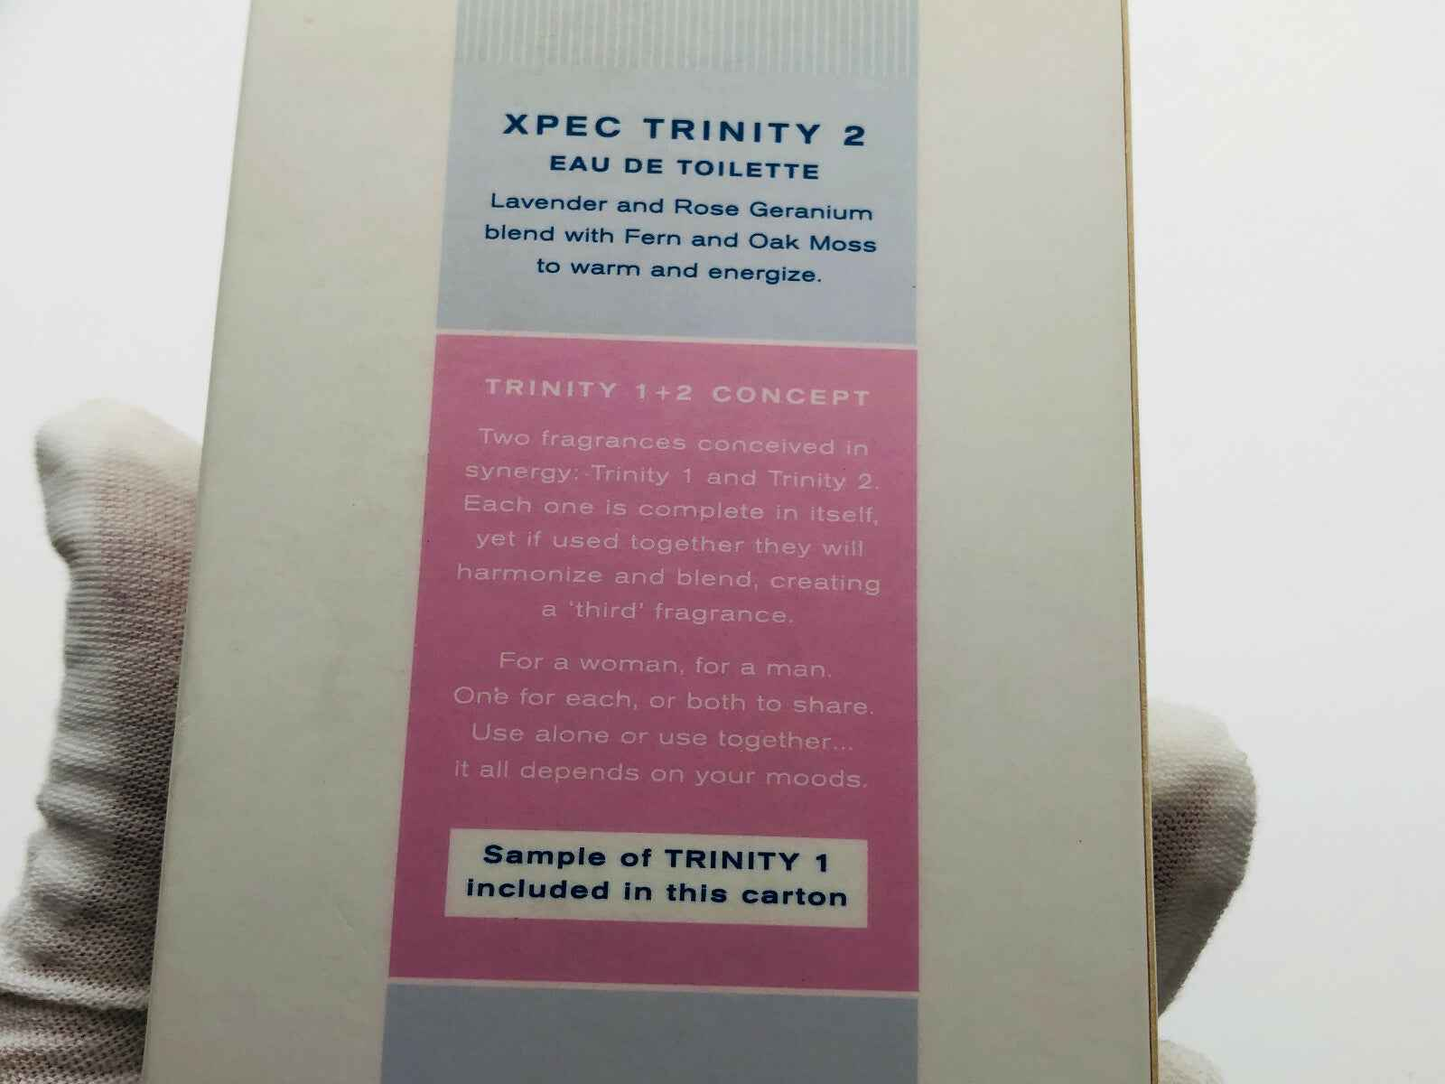 XPEC TRINITY 2
EAU DE TOILETTE
Lavender and Rose Geranium
blend with Fern and Oak Moss
to warm and energize.
TRINITY 1+2 CONCEPT
Two fragrances conceived in
synergy: Trinity 1 and Trinity 2.
Each one is complete in itself,
yet if used together they will
harmonize and blend, creating
a 'third' fragrance.
For a woman, for a man.
One for each, or both to share.
Use alone or use together...
it all depends on your moods.
Sample of TRINITY 1
included in this carton